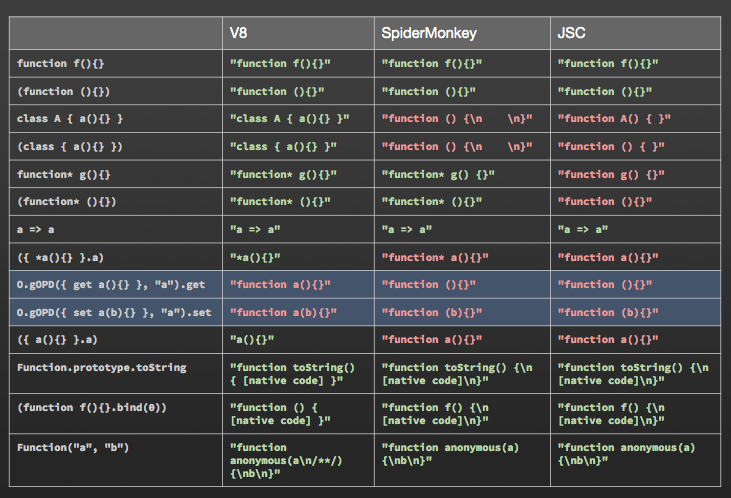 V8 SpiderMonkey JSC
function f(){} "function f(){}" "function f(){}" "function f(){}"
(function (){}) "function (){}" "function (){}" "function (){}"
class A { a(){} } "class A { a(){} }" "function () {\n    \n}" "function A() { }"
(class { a(){} }) "class { a(){} }" "function () {\n    \n}" "function () { }"
function* g(){} "function* g(){}" "function* g() {}" "function g() {}"
(function* (){}) "function* (){}" "function* (){}" "function (){}"
a => a "a => a" "a => a" "a => a"
({ *a(){} }.a) "*a(){}" "function* a(){}" "function a(){}"
O.gOPD({ get a(){} }, "a").get "function a(){}" "function (){}" "function (){}"
O.gOPD({ set a(b){} }, "a").set "function a(b){}" "function (b){}" "function (b){}"
({ a(){} }.a) "a(){}" "function a(){}" "function a(){}"
Function.prototype.toString "function toString() "function toString() {\n "function toString() {\n
{ [native code] }" [native code]\n}" [native code]\n}"
(function f(){}.bind(0)) "function () { "function f() {\n "function f() {\n
[native code] }" [native code]\n}" [native code]\n}"
Function("a", "b") "function "function anonymous(a) "function anonymous(a)
anonymous(a\n/**/) {\nb\n}" {\nb\n}"
{\nb\n}"